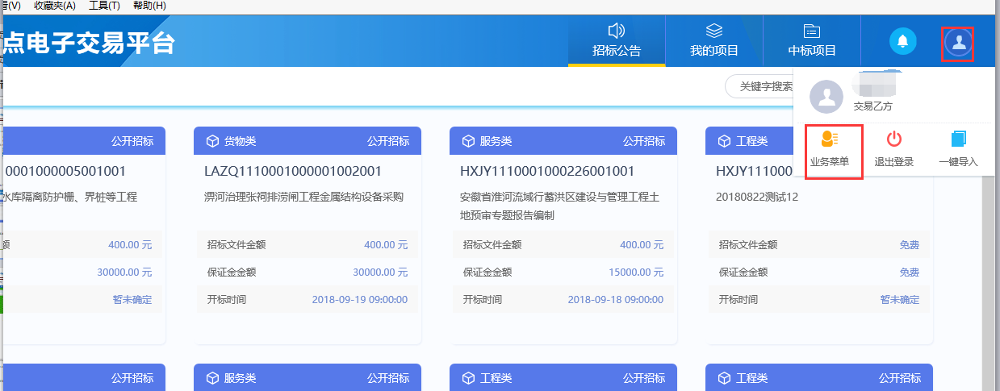 看(V) 收藏夹(A) 工具(T) 帮助(H)
点电子交易平台
招标公告
我的项目
中标项目
关键字搜索
交易乙方
业务菜单
退出登录
一键导入
公开招标
0001000005001001
水库隔离防护栅、界桩等工程
额 400.00 元
30000.00 元
暂未确定
货物类 公开招标
LAZQ1110001000001002001
淠河治理张祠排涝闸工程金属结构设备采购
招标文件金额 400.00 元
保证金金额 30000.00 元
开标时间 2018-09-19 09:00:00
服务类 公开招标
HXJY1110001000226001001
安徽省淮河流域行蓄洪区建设与管理工程土
地预审专题报告编制
招标文件金额 400.00 元
保证金金额 15000.00 元
开标时间 2018-09-18 09:00:00
工程类
HXJY1110001000
20180822测试12
招标文件金额 免费
保证金金额 免费
开标时间 暂未确定
公开招标
服务类 公开招标
工程类 公开招标
工程类 公开招标